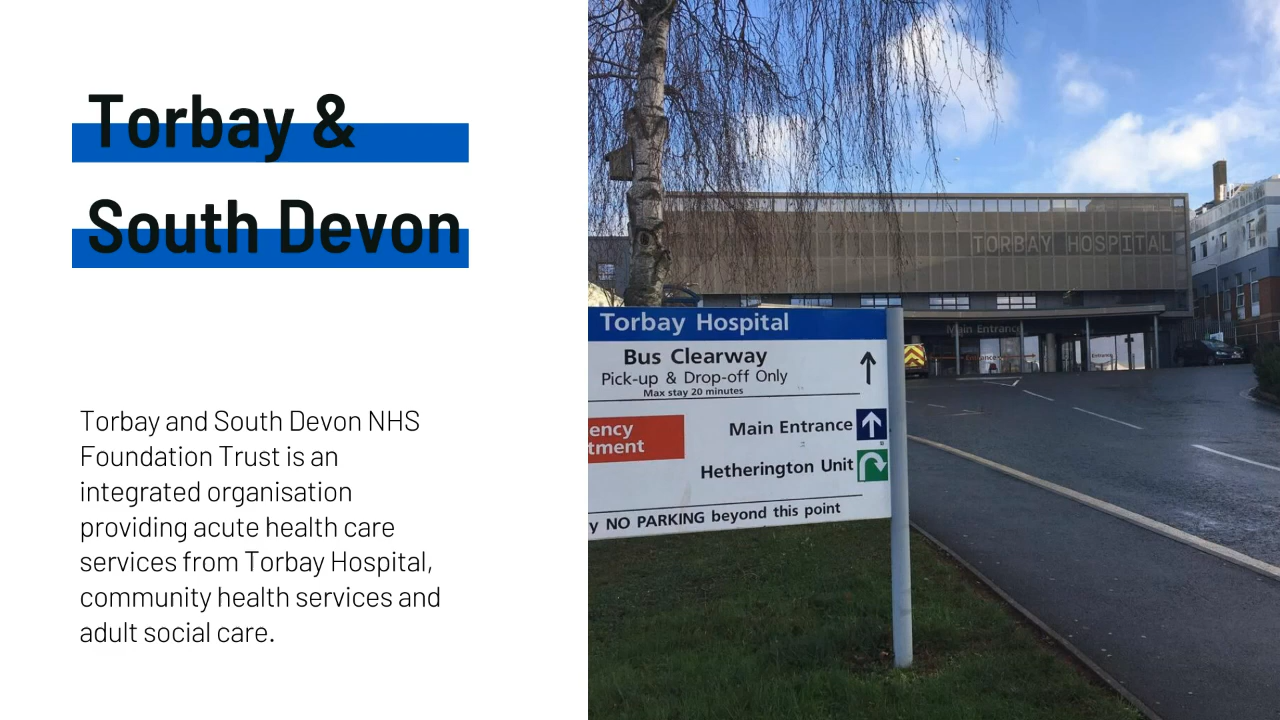 Torbay &
South Devon
Torbay and South Devon NHS
Foundation Trust is an
integrated organisation
providing acute health care
services from Torbay Hospital,
community health services and
adult social care.
TORBAY HOSPITAL
Main Entrance
Entrance
Entrance
Torbay Hospital
Bus Clearway
Pick-up & Drop-off Only
Max stay 20 minutes
ency
tment
Main Entrance
Hetherington Unit
y NO PARKING beyond this point